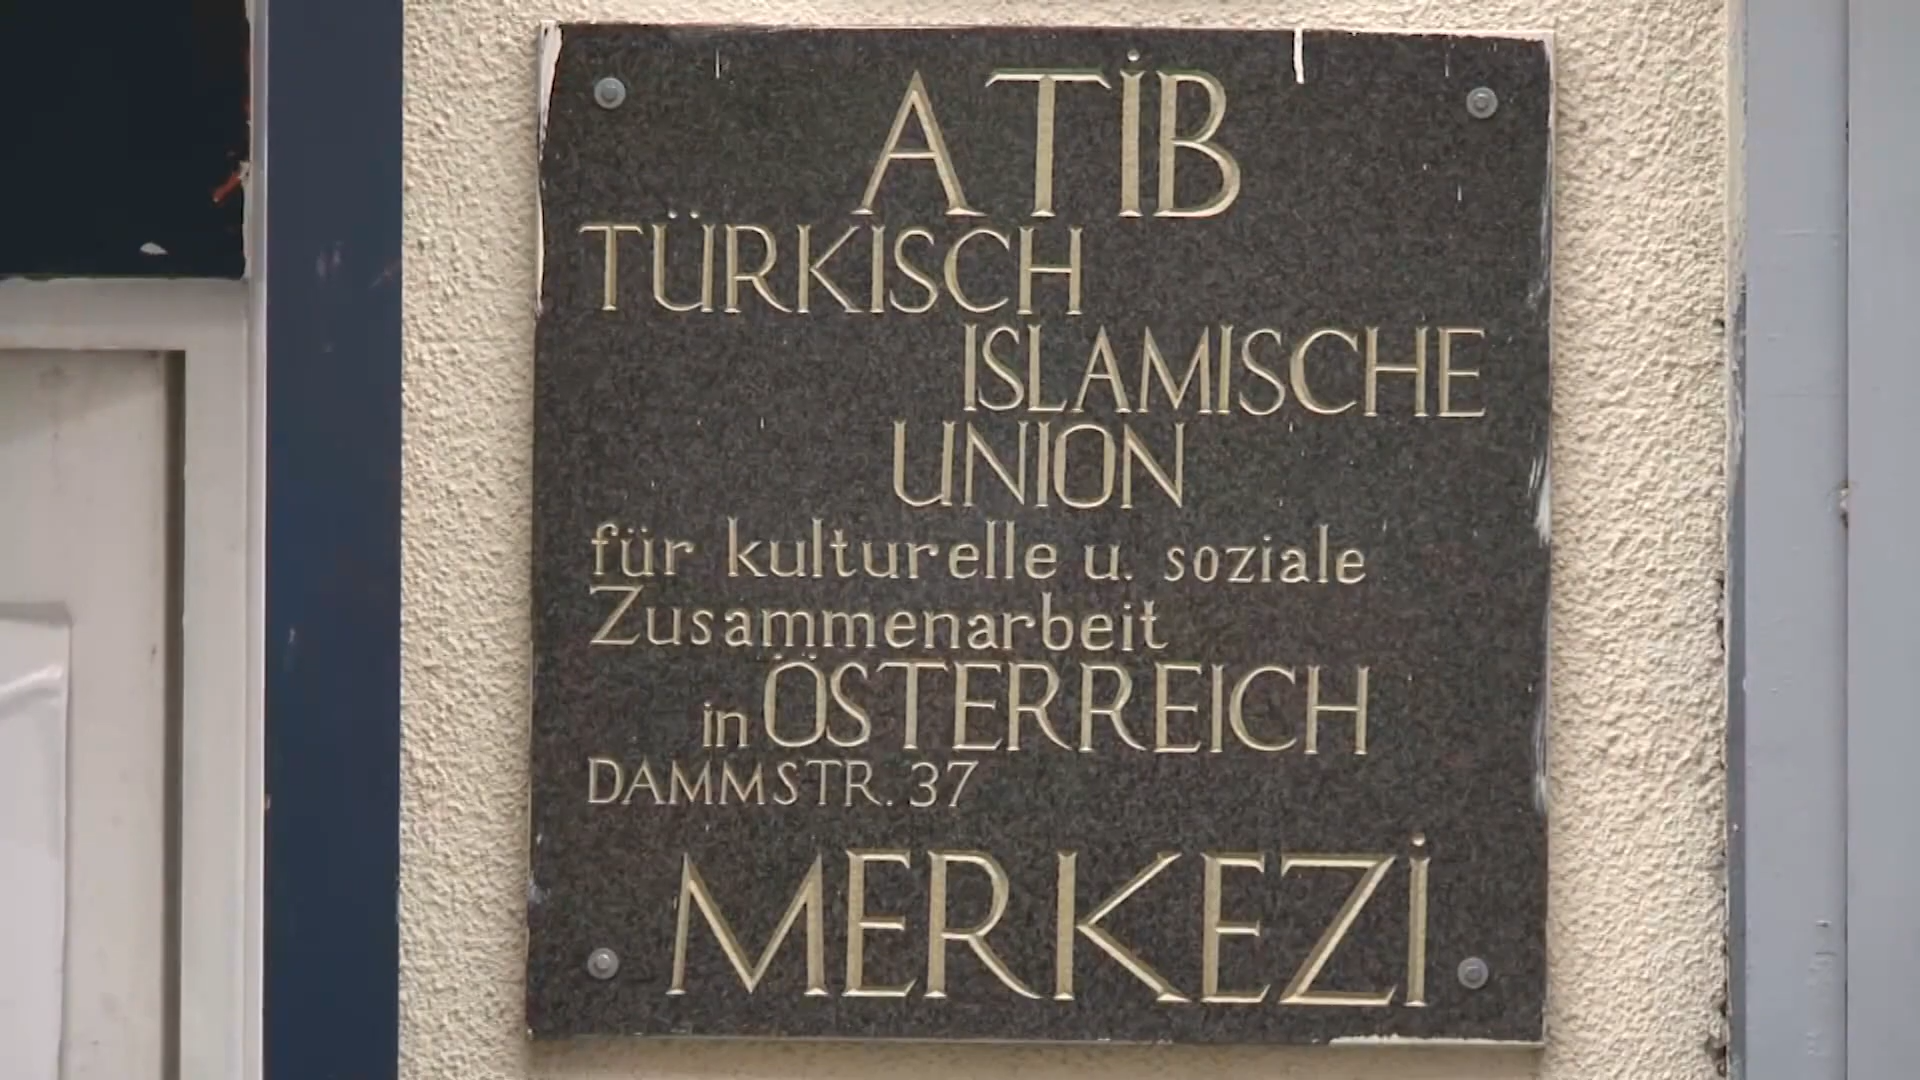 ATİB
TÜRKISCH
ISLAMISCHE
UNION
für kulturelle u. soziale
Zusammenarbeit
in ÖSTERREICH
DAMMSTR. 37
MERKEZİ